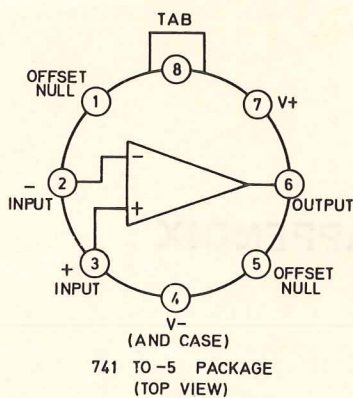 TAB
8
OFFSET
NULL
1
7
V+
-
INPUT
2
-
6
OUTPUT
+
+
INPUT
3
5
OFFSET
NULL
4
V-
(AND CASE)
741 TO-5 PACKAGE
(TOP VIEW)